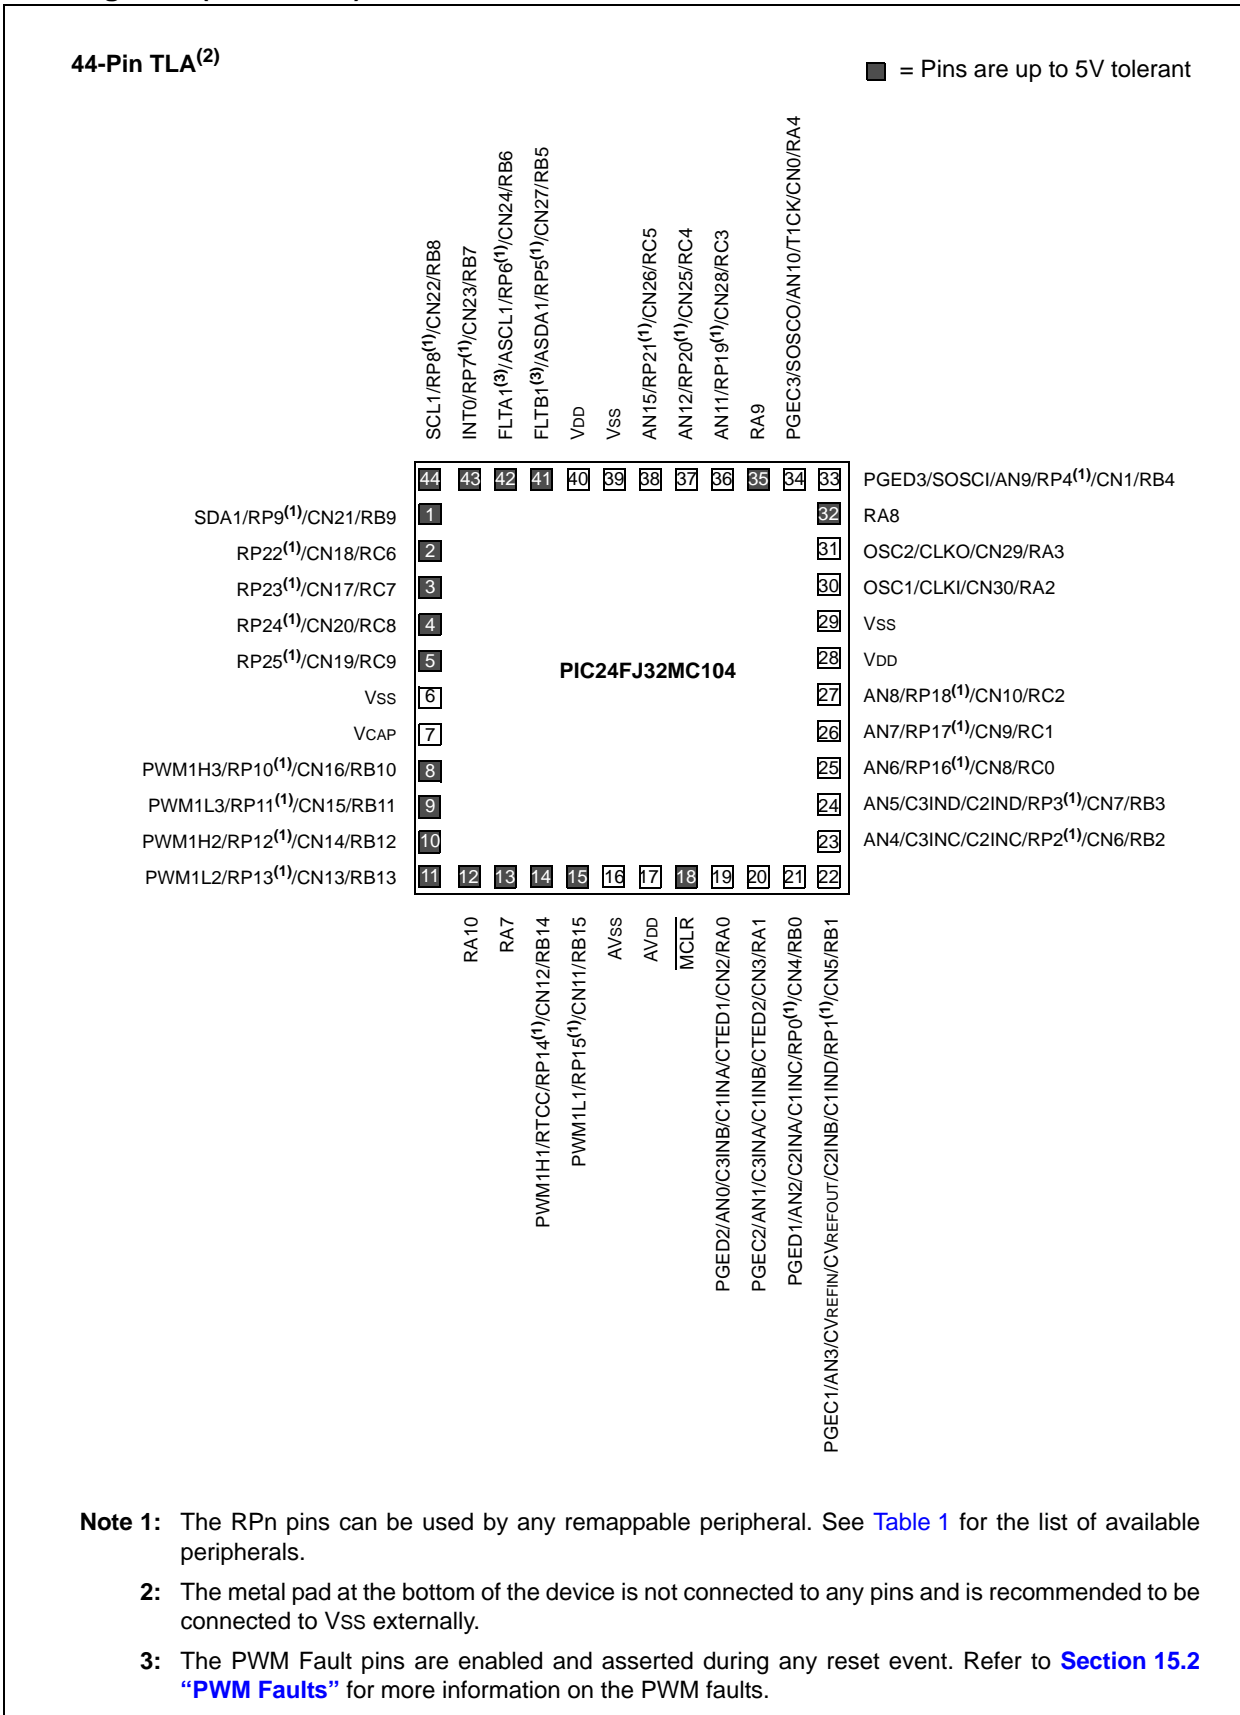 44-Pin TLA(2)
= Pins are up to 5V tolerant
SCL1/RP8(1)/CN22/RB8
INT0/RP7(1)/CN23/RB7
FLTA1(3)/ASCL1/RP6(1)/CN24/RB6
FLTB1(3)/ASDA1/RP5(1)/CN27/RB5
VDD
VSS
AN15/RP21(1)/CN26/RC5
AN12/RP20(1)/CN25/RC4
AN11/RP19(1)/CN28/RC3
RA9
PGEC3/SOSCO/AN10/T1CK/CN0/RA4
44 43 42 41 40 39 38 37 36 35 34 33 PGED3/SOSCI/AN9/RP4(1)/CN1/RB4
SDA1/RP9(1)/CN21/RB9 1 32 RA8
RP22(1)/CN18/RC6 2 31 OSC2/CLKO/CN29/RA3
RP23(1)/CN17/RC7 3 30 OSC1/CLKI/CN30/RA2
RP24(1)/CN20/RC8 4 29 VSS
RP25(1)/CN19/RC9 5 PIC24FJ32MC104 28 VDD
VSS 6 27 AN8/RP18(1)/CN10/RC2
VCAP 7 26 AN7/RP17(1)/CN9/RC1
PWM1H3/RP10(1)/CN16/RB10 8 25 AN6/RP16(1)/CN8/RC0
PWM1L3/RP11(1)/CN15/RB11 9 24 AN5/C3IND/C2IND/RP3(1)/CN7/RB3
PWM1H2/RP12(1)/CN14/RB12 10 23 AN4/C3INC/C2INC/RP2(1)/CN6/RB2
PWM1L2/RP13(1)/CN13/RB13 11 12 13 14 15 16 17 18 19 20 21 22
RA10
RA7
PWM1H1/RTCC/RP14(1)/CN12/RB14
PWM1L1/RP15(1)/CN11/RB15
AVSS
AVDD
MCLR
PGED2/AN0/C3INB/C1INA/CTED1/CN2/RA0
PGEC2/AN1/C3INA/C1INB/CTED2/CN3/RA1
PGED1/AN2/C2INA/C1INC/RP0(1)/CN4/RB0
PGEC1/AN3/CVREFIN/CVREFOUT/C2INB/C1IND/RP1(1)/CN5/RB1
Note 1: The RPn pins can be used by any remappable peripheral. See Table 1 for the list of available
peripherals.
2: The metal pad at the bottom of the device is not connected to any pins and is recommended to be
connected to VSS externally.
3: The PWM Fault pins are enabled and asserted during any reset event. Refer to Section 15.2
“PWM Faults” for more information on the PWM faults.